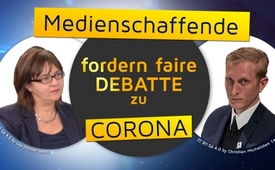 Medienschaffende
fordern faire
DEBATTE
zu
CORONA